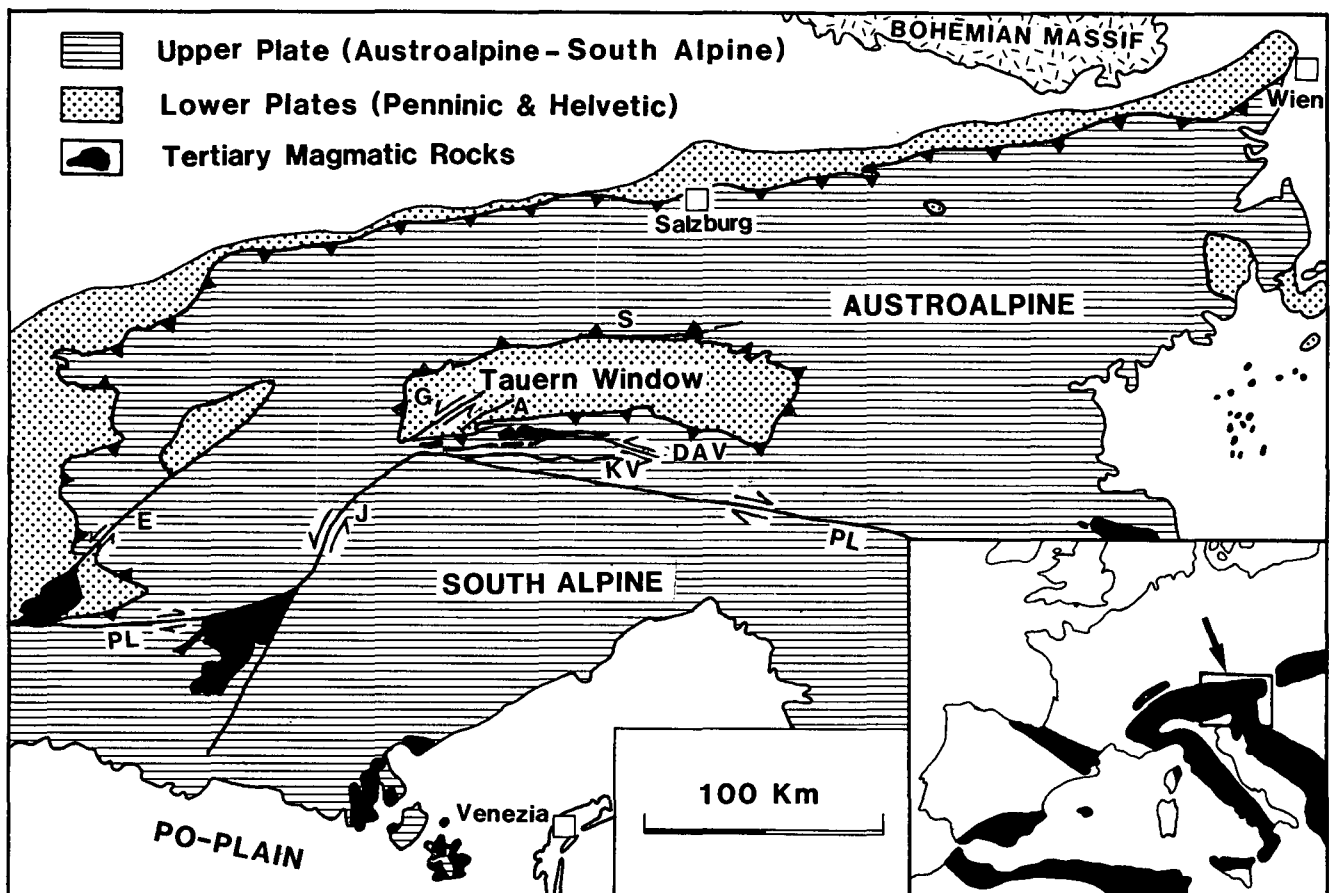 Upper Plate (Austroalpine-South Alpine)
Lower Plates (Penninic & Helvetic)
Tertiary Magmatic Rocks
BOHEMIAN MASSIF
Wien
Salzburg
AUSTROALPINE
S
Tauern Window
G
A
DAV
KV
E
J
PL
SOUTH ALPINE
PL
100 Km
Venezia
PO-PLAIN